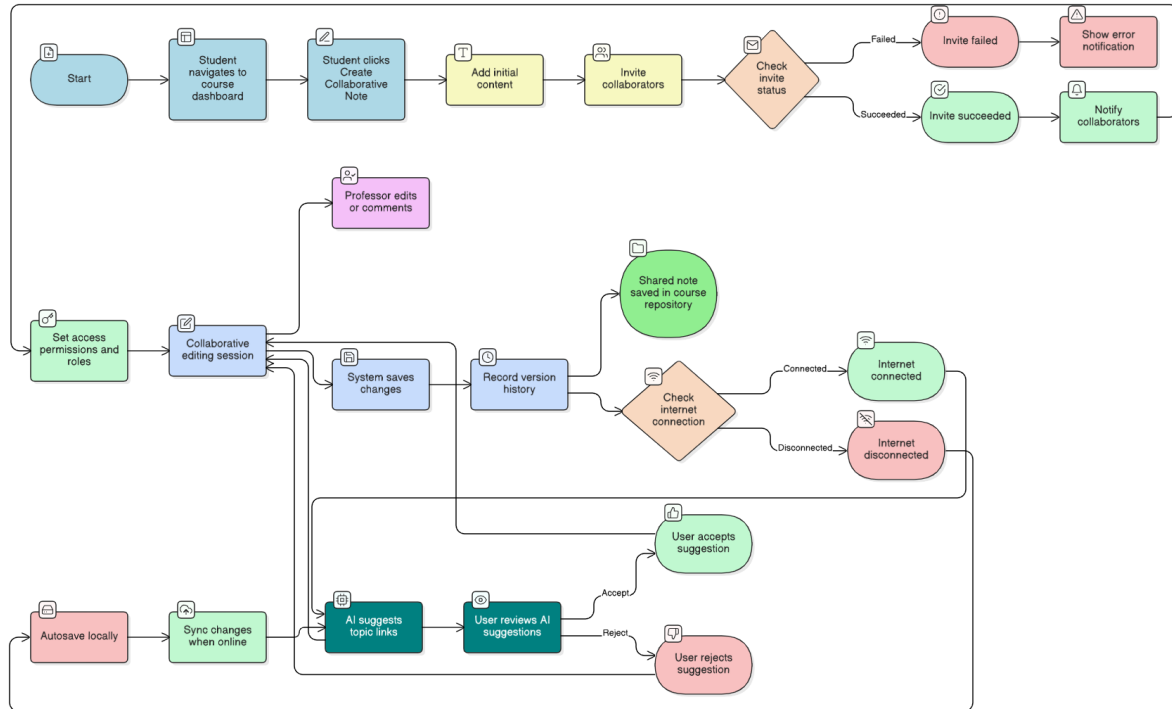 Start
Student
navigates to
course
dashboard
Student clicks
Create
Collaborative
Note
Add initial
content
Invite
collaborators
Check
invite
status
Failed
Invite failed
Show error
notification
Succeeded
Invite succeeded
Notify
collaborators
Professor edits
or comments
Shared note
saved in course
repository
Set access
permissions and
roles
Collaborative
editing session
System saves
changes
Record version
history
Check
internet
connection
Connected
Internet
connected
Disconnected
Internet
disconnected
User accepts
suggestion
Accept
Autosave locally
Sync changes
when online
AI suggests
topic links
User reviews AI
suggestions
Reject
User rejects
suggestion